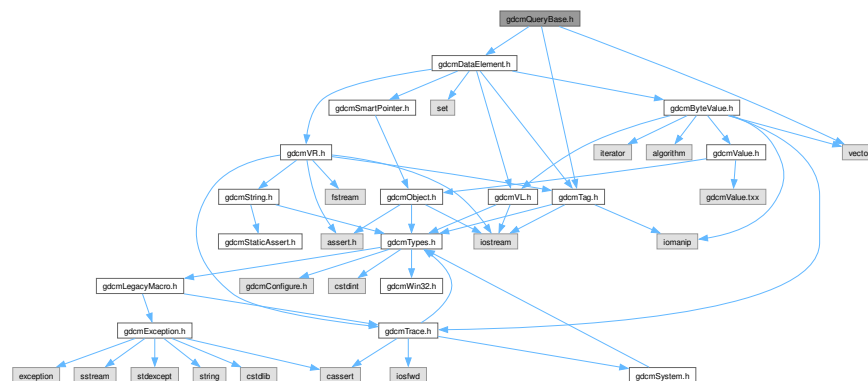 gdcmQueryBase.h
gdcmDataElement.h
gdcmSmartPointer.h
set
gdcmByteValue.h
gdcmVR.h
iterator
algorithm
gdcmValue.h
vector
gdcmString.h
fstream
gdcmObject.h
gdcmVL.h
gdcmTag.h
gdcmValue.txx
gdcmStaticAssert.h
assert.h
gdcmTypes.h
iostream
iomanip
gdcmLegacyMacro.h
gdcmConfigure.h
cstdint
gdcmWin32.h
gdcmException.h
gdcmTrace.h
exception
sstream
stdexcept
string
cstdlib
cassert
iosfwd
gdcmSystem.h